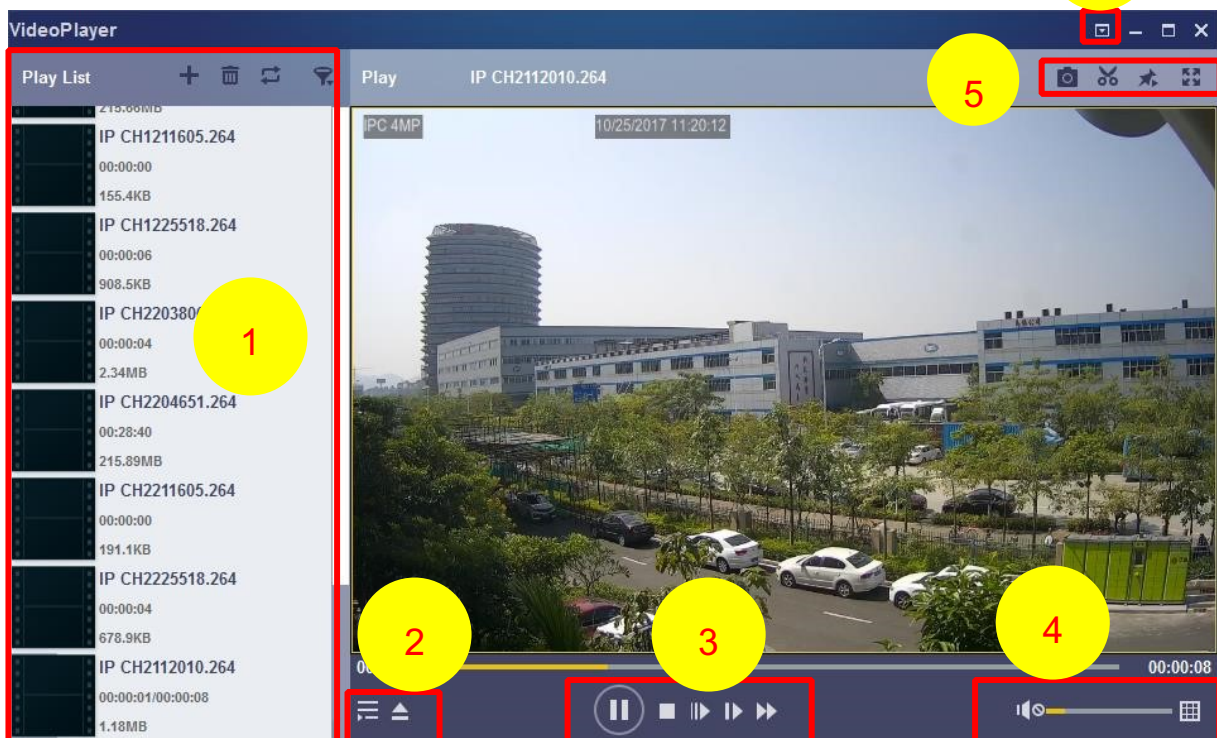 VideoPlayer
Play List
Play
IP CH2112010.264
5
215.66MB
IP CH1211605.264
00:00:00
155.4KB
IP CH1225518.264
00:00:06
908.5KB
00:00:04
2.34MB
1
IP CH2204651.264
00:28:40
215.89MB
IP CH2211605.264
00:00:00
191.1KB
IP CH2225518.264
00:00:04
678.9KB
IP CH2112010.264
00:00:01/00:00:08
1.18MB
IPC 4MP
10/25/2017 11:20:12
2
3
4
00:00:08